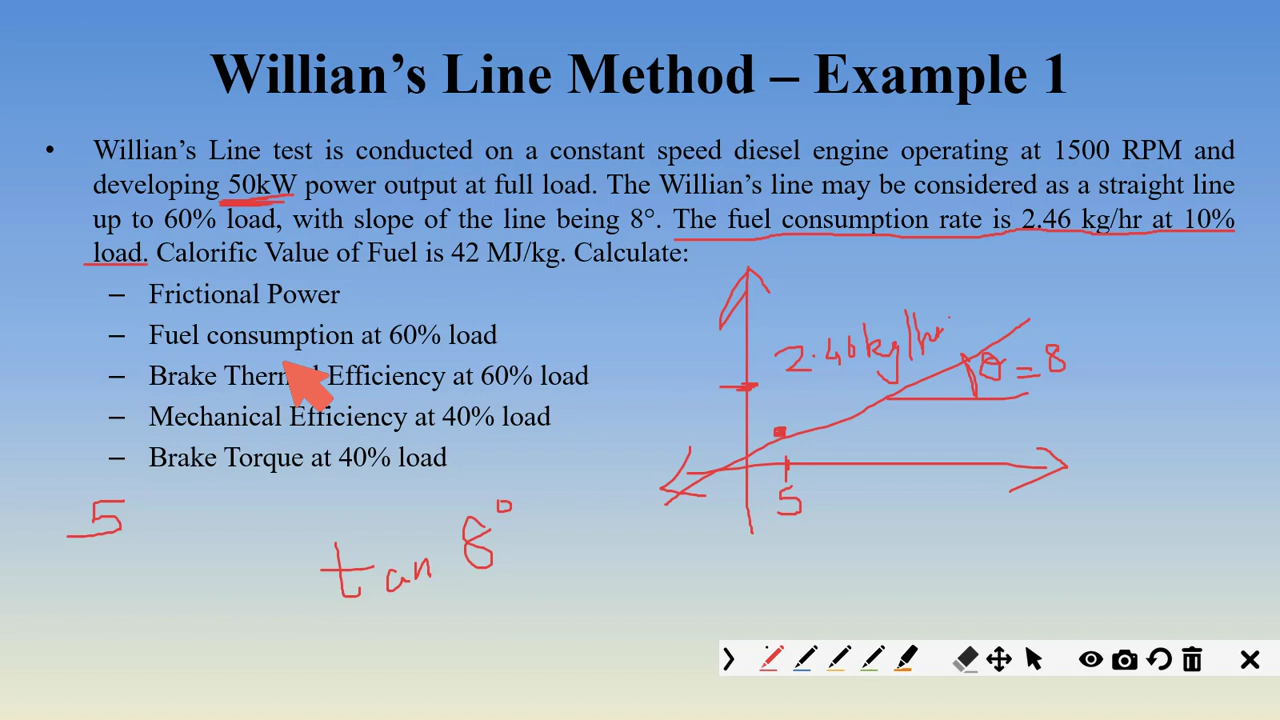 Willian’s Line Method – Example 1
• Willian’s Line test is conducted on a constant speed diesel engine operating at 1500 RPM and
developing 50kW power output at full load. The Willian’s line may be considered as a straight line
up to 60% load, with slope of the line being 8°. The fuel consumption rate is 2.46 kg/hr at 10%
load. Calorific Value of Fuel is 42 MJ/kg. Calculate:
– Frictional Power
– Fuel consumption at 60% load
– Brake Thermal Efficiency at 60% load
– Mechanical Efficiency at 40% load
– Brake Torque at 40% load
2.46 kg/hr
θ = 8
5
5
tan 8°